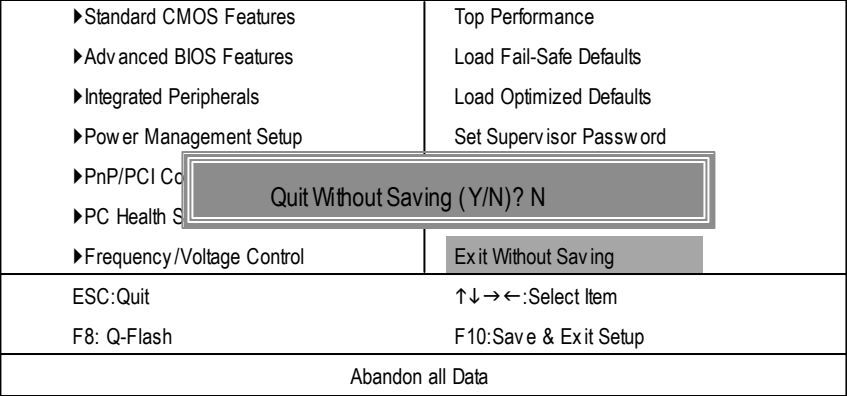 ▶Standard CMOS Features
Top Performance
▶Advanced BIOS Features
Load Fail-Safe Defaults
▶Integrated Peripherals
Load Optimized Defaults
▶Power Management Setup
Set Supervisor Password
▶PnP/PCI Co
Quit Without Saving (Y/N)? N
▶PC Health S
▶Frequency/Voltage Control
Exit Without Saving
ESC:Quit
↑↓→←:Select Item
F8: Q-Flash
F10:Save & Exit Setup
Abandon all Data